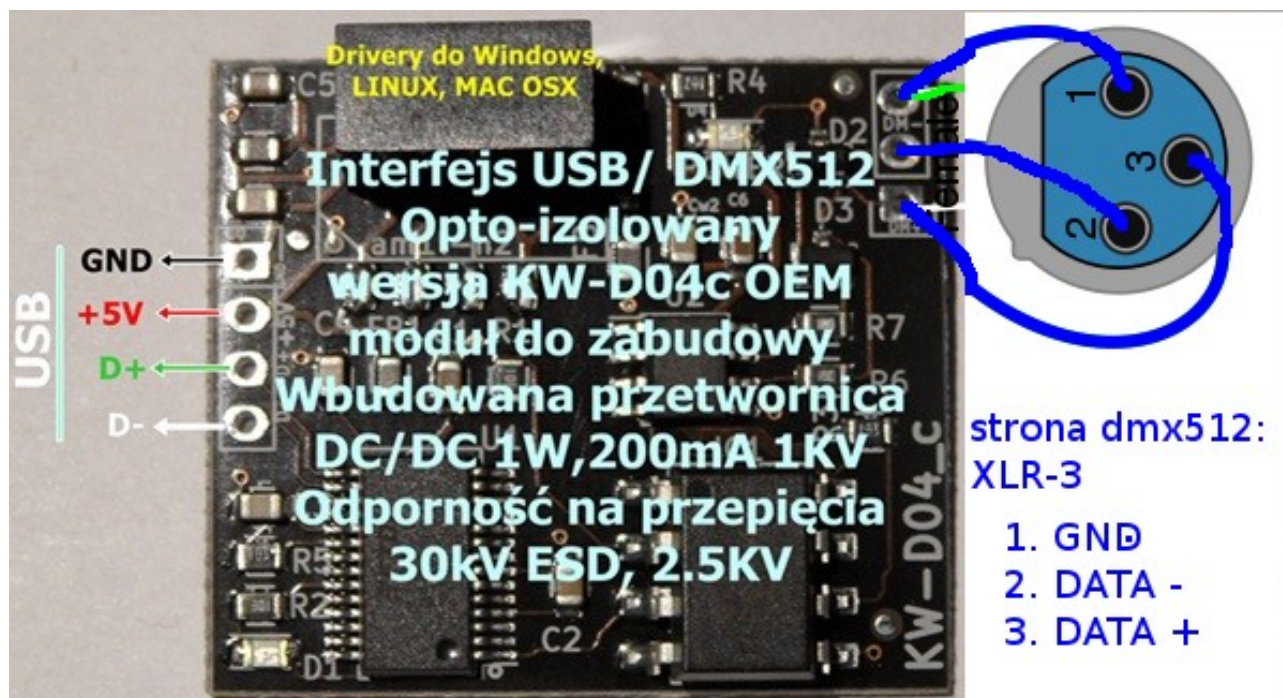 Drivery do Windows,
LINUX, MAC OSX
Interfejs USB/ DMX512
Opto-izolowany
wersja KW-D04c OEM
moduł do zabudowy
Wbudowana przetwornica
DC/DC 1W,200mA 1KV
Odporność na przepięcia
30kV ESD, 2.5KV
USB
GND
+5V
D+
D-
C5
R4
D2
DM-
D3
C6
U2
R7
R6
R5
R2
D1
C2
KW-D04_c
1
3
2
strona dmx512:
XLR-3
1. GND
2. DATA -
3. DATA +